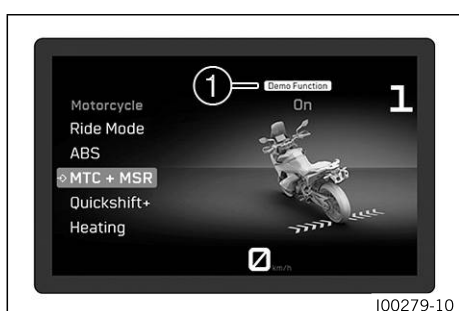 1
Demo Function
Motorcycle
On
1
Ride Mode
ABS
MTC + MSR
Quickshift+
Heating
0 km/h
I00279-10